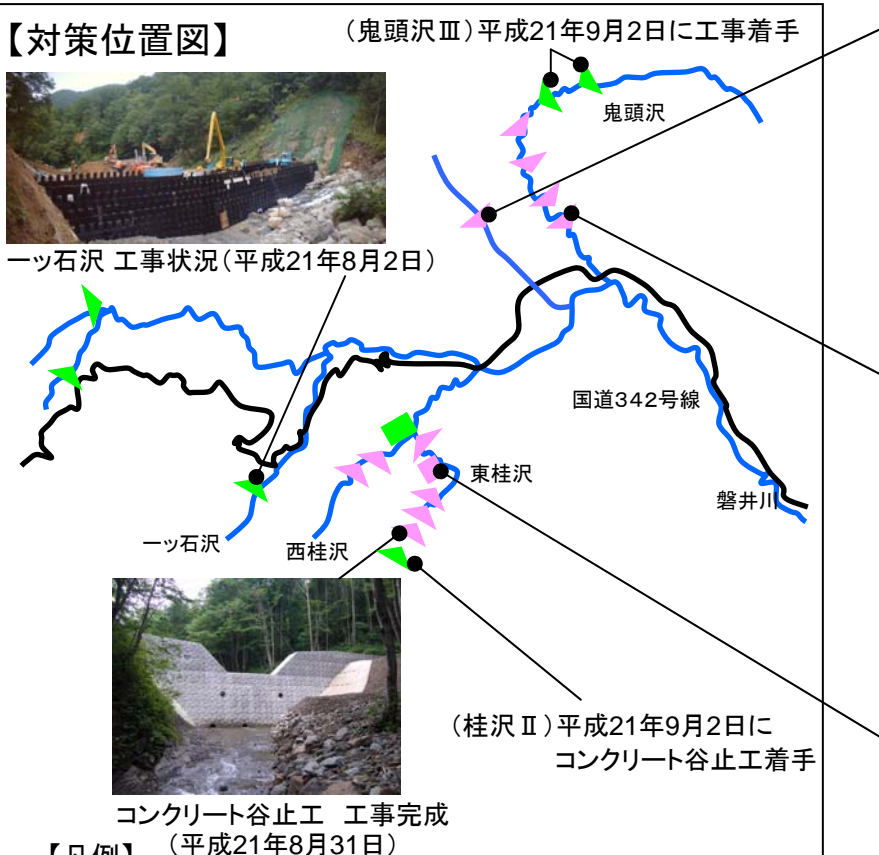 【対策位置図】
(鬼頭沢Ⅲ)平成21年9月2日に工事着手
鬼頭沢
一ッ石沢 工事状況(平成21年8月2日)
国道342号線
東桂沢
磐井川
一ッ石沢
西桂沢
(桂沢Ⅱ)平成21年9月2日に
コンクリート谷止工着手
コンクリート谷止工 工事完成
(平成21年8月31日)
【凡例】